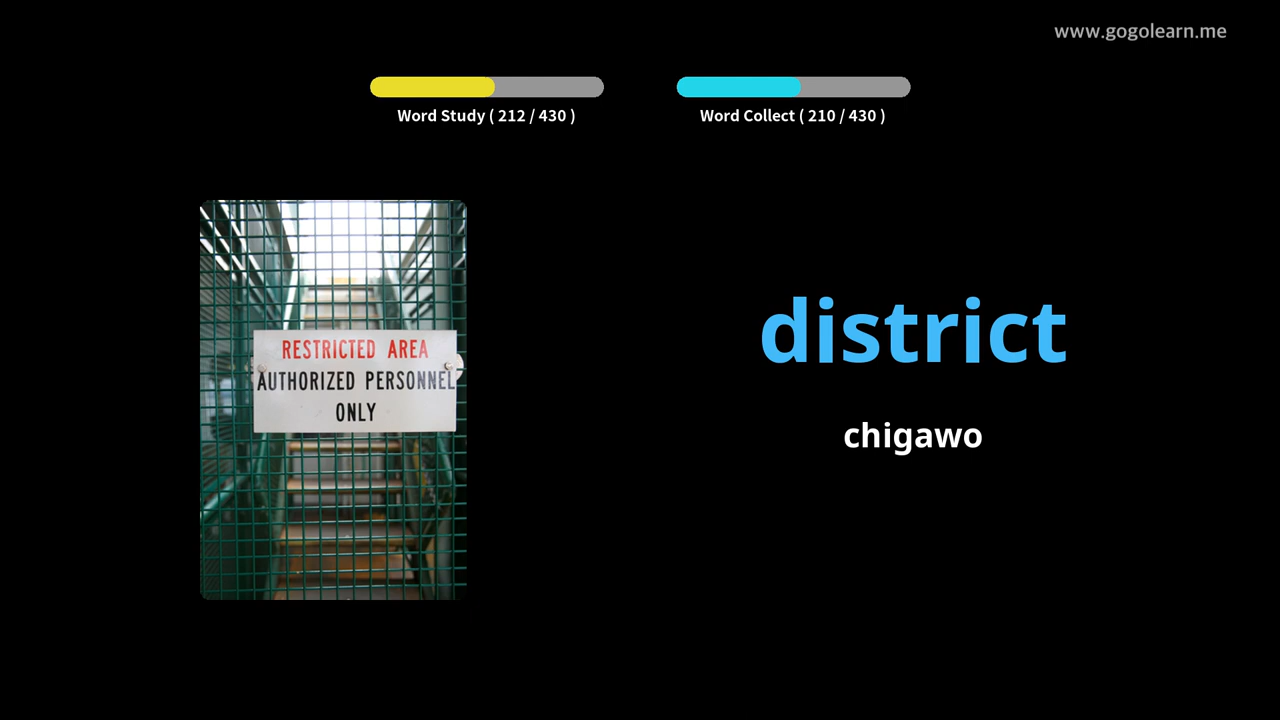 www.gogolearn.me
Word Study ( 212 / 430 )
Word Collect ( 210 / 430 )
RESTRICTED AREA
AUTHORIZED PERSONNEL
ONLY
district
chigawo